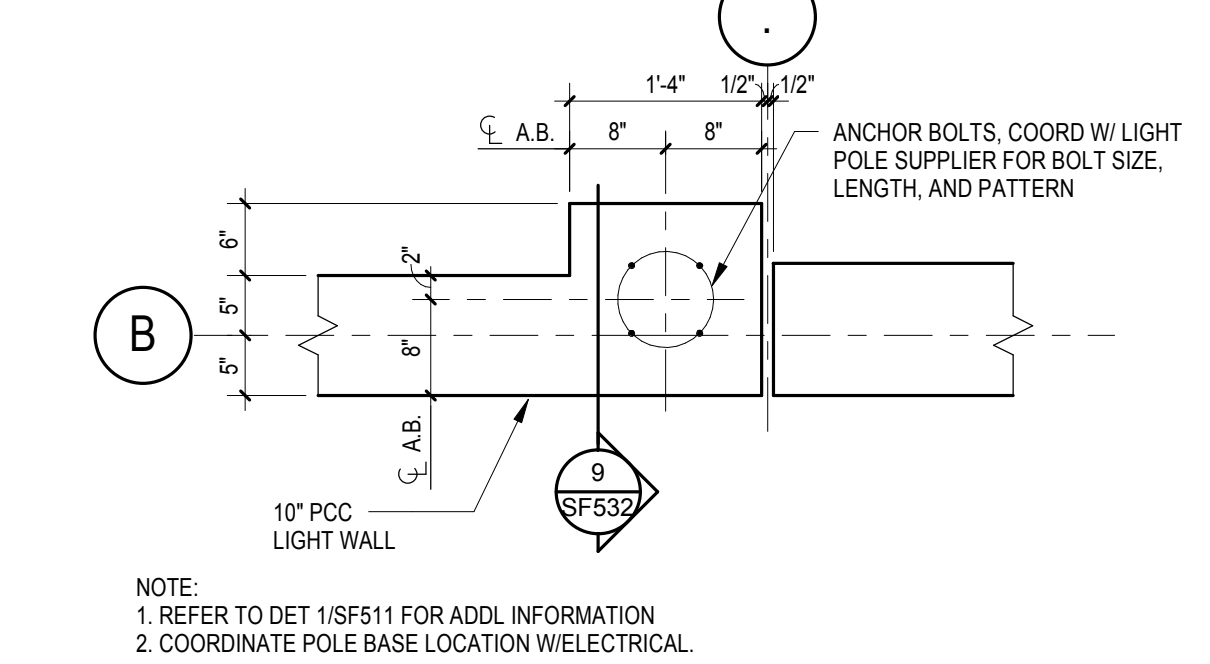 .
1'-4"
1/2"
1/2"
℄ A.B.
8"
8"
ANCHOR BOLTS, COORD W/ LIGHT
POLE SUPPLIER FOR BOLT SIZE,
LENGTH, AND PATTERN
6"
2"
5"
B
8"
5"
℄ A.B.
9
SF532
10" PCC
LIGHT WALL
NOTE:
1. REFER TO DET 1/SF511 FOR ADDL INFORMATION
2. COORDINATE POLE BASE LOCATION W/ELECTRICAL.